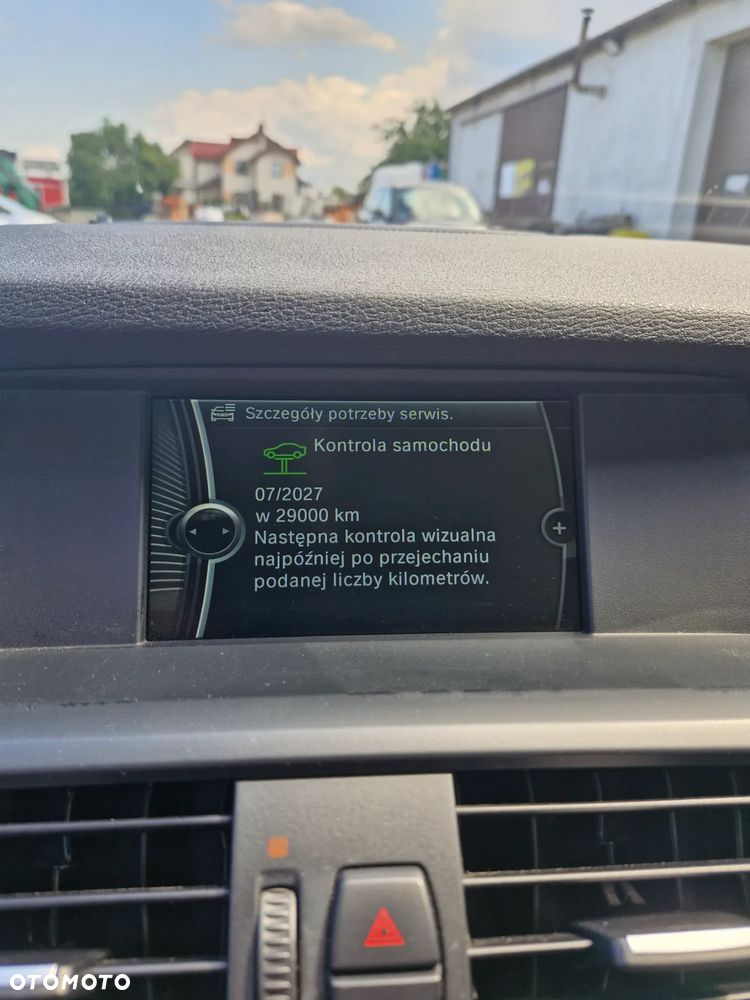 Szczegóły potrzeby serwis.
Kontrola samochodu
07/2027
w 29000 km
Następna kontrola wizualna
najpóźniej po przejechaniu
podanej liczby kilometrów.
OTOMOTO